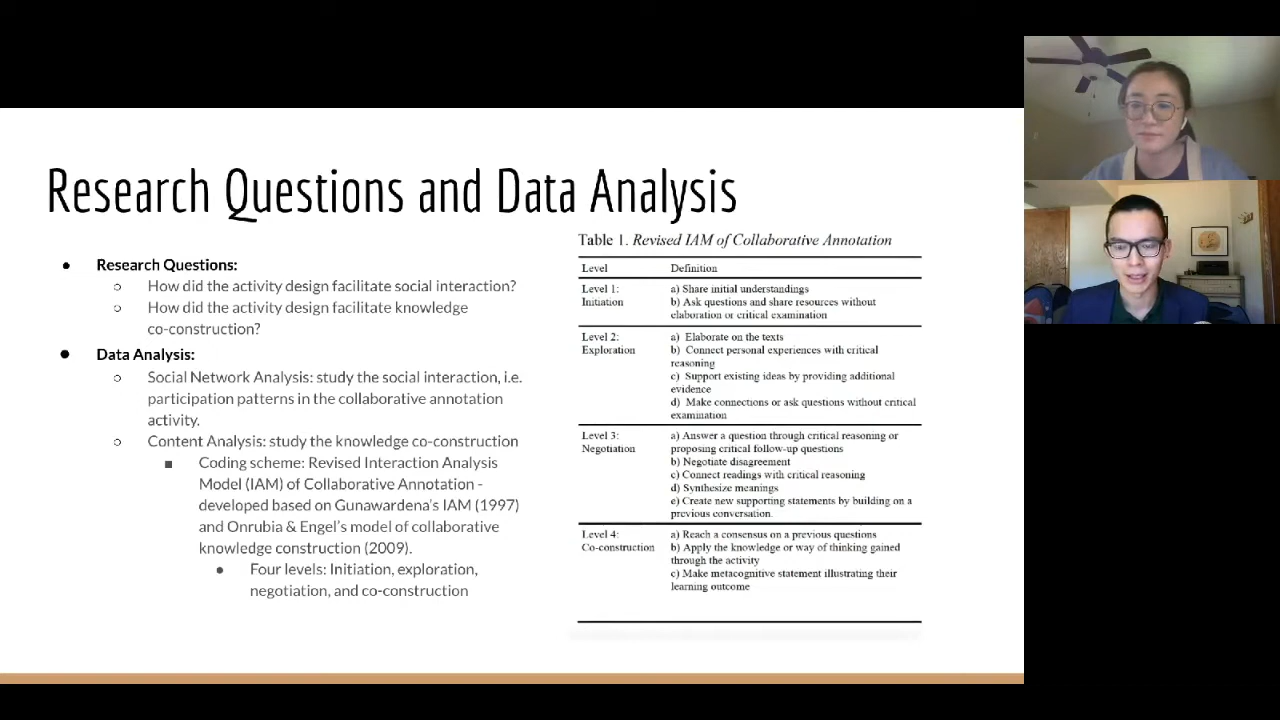 Research Questions and Data Analysis
● Research Questions:
○ How did the activity design facilitate social interaction?
○ How did the activity design facilitate knowledge
co-construction?
● Data Analysis:
○ Social Network Analysis: study the social interaction, i.e.
participation patterns in the collaborative annotation
activity.
○ Content Analysis: study the knowledge co-construction
■ Coding scheme: Revised Interaction Analysis
Model (IAM) of Collaborative Annotation -
developed based on Gunawardena's IAM (1997)
and Onrubia & Engel's model of collaborative
knowledge construction (2009).
● Four levels: Initiation, exploration,
negotiation, and co-construction
Table 1. Revised IAM of Collaborative Annotation
Level Definition
Level 1: a) Share initial understandings
Initiation b) Ask questions and share resources without
elaboration or critical examination
Level 2: a) Elaborate on the texts
Exploration b) Connect personal experiences with critical
reasoning
c) Support existing ideas by providing additional
evidence
d) Make connections or ask questions without critical
examination
Level 3: a) Answer a question through critical reasoning or
Negotiation proposing critical follow-up questions
b) Negotiate disagreement
c) Connect readings with critical reasoning
d) Synthesize meanings
e) Create new supporting statements by building on a
previous conversation.
Level 4: a) Reach a consensus on a previous questions
Co-construction b) Apply the knowledge or way of thinking gained
through the activity
c) Make metacognitive statement illustrating their
learning outcome